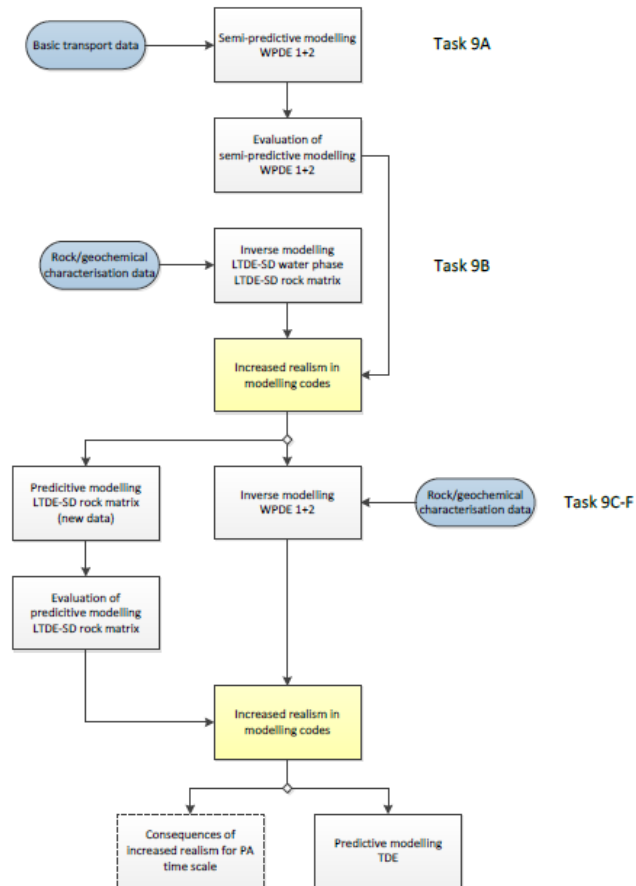 Basic transport data
Semi-predictive modelling
WPDE 1+2
Task 9A
Evaluation of
semi-predictive modelling
WPDE 1+2
Rock/geochemical
characterisation data
Inverse modelling
LTDE-SD water phase
LTDE-SD rock matrix
Task 9B
Increased realism in
modelling codes
Predicitive modelling
LTDE-SD rock matrix
(new data)
Inverse modelling
WPDE 1+2
Rock/geochemical
characterisation data
Task 9C-F
Evaluation of
predicitive modelling
LTDE-SD rock matrix
Increased realism in
modelling codes
Consequences of
increased realism for PA
time scale
Predictive modelling
TDE